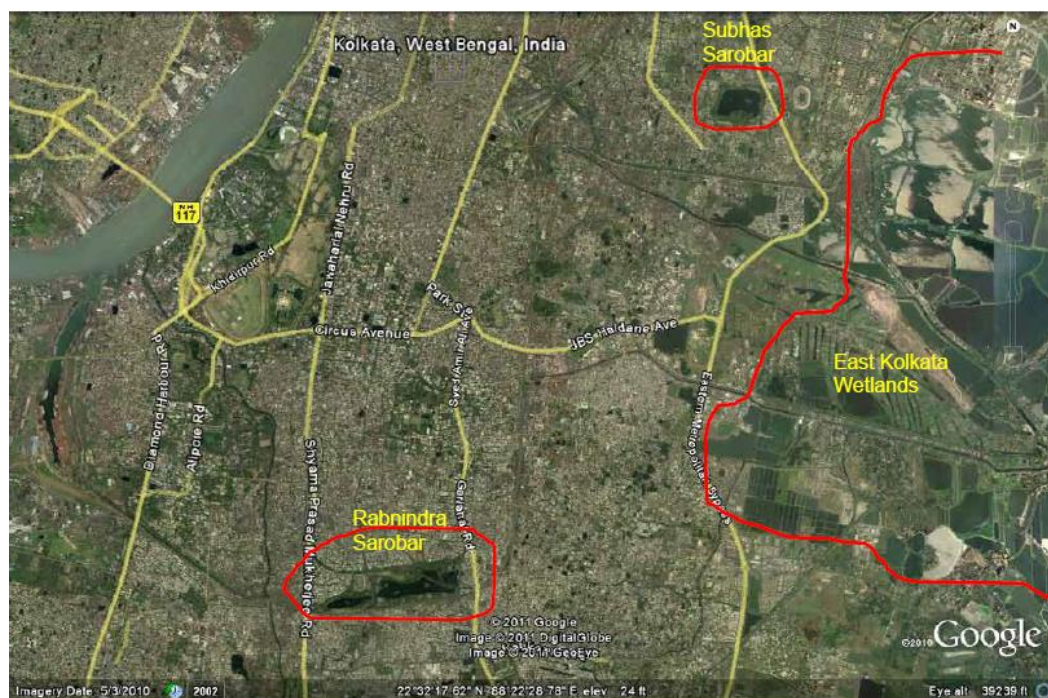 Kolkata, West Bengal, India
Subhas
Sarobar
N
NH
117
Khidirpur Rd
Jawaharlal Nehru Rd
Park St
Circus Avenue
JBS Haldane Ave
Syed Amir Ali Ave
Diamond Harbour Rd
Alipore Rd
East Kolkata
Wetlands
Eastern Metropolitan Bypass
Shyama Prasad Mukherjee Rd
Gariahat Rd
Rabnindra
Sarobar
© 2011 Google
Image © 2011 DigitalGlobe
Image © 2011 GeoEye
©2010 Google
Imagery Date: 5/3/2010
2002
22°32'17.62" N 88°22'28.78" E elev 24 ft
Eye alt 39239 ft